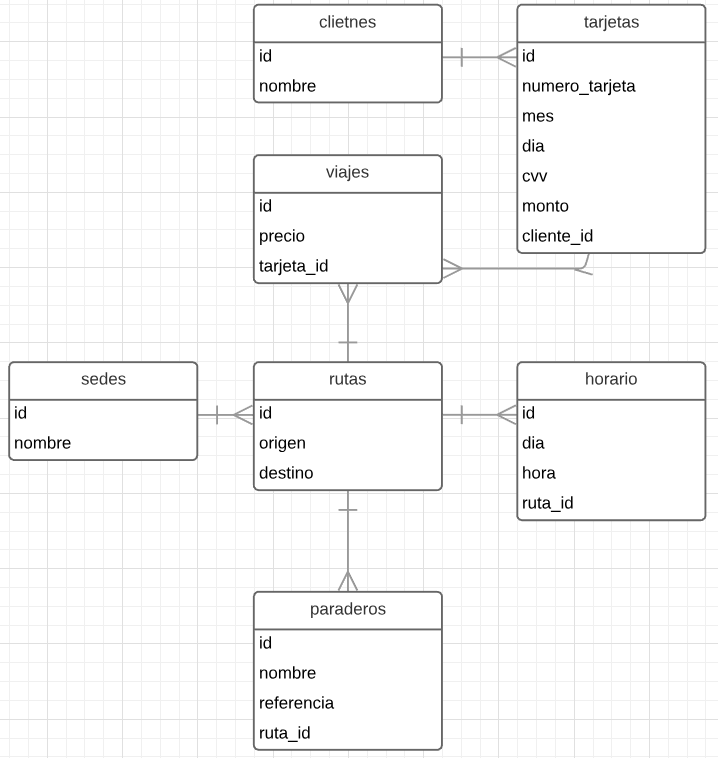 clietnes
id
nombre
tarjetas
id
numero_tarjeta
mes
dia
cvv
monto
cliente_id
viajes
id
precio
tarjeta_id
sedes
id
nombre
rutas
id
origen
destino
horario
id
dia
hora
ruta_id
paraderos
id
nombre
referencia
ruta_id